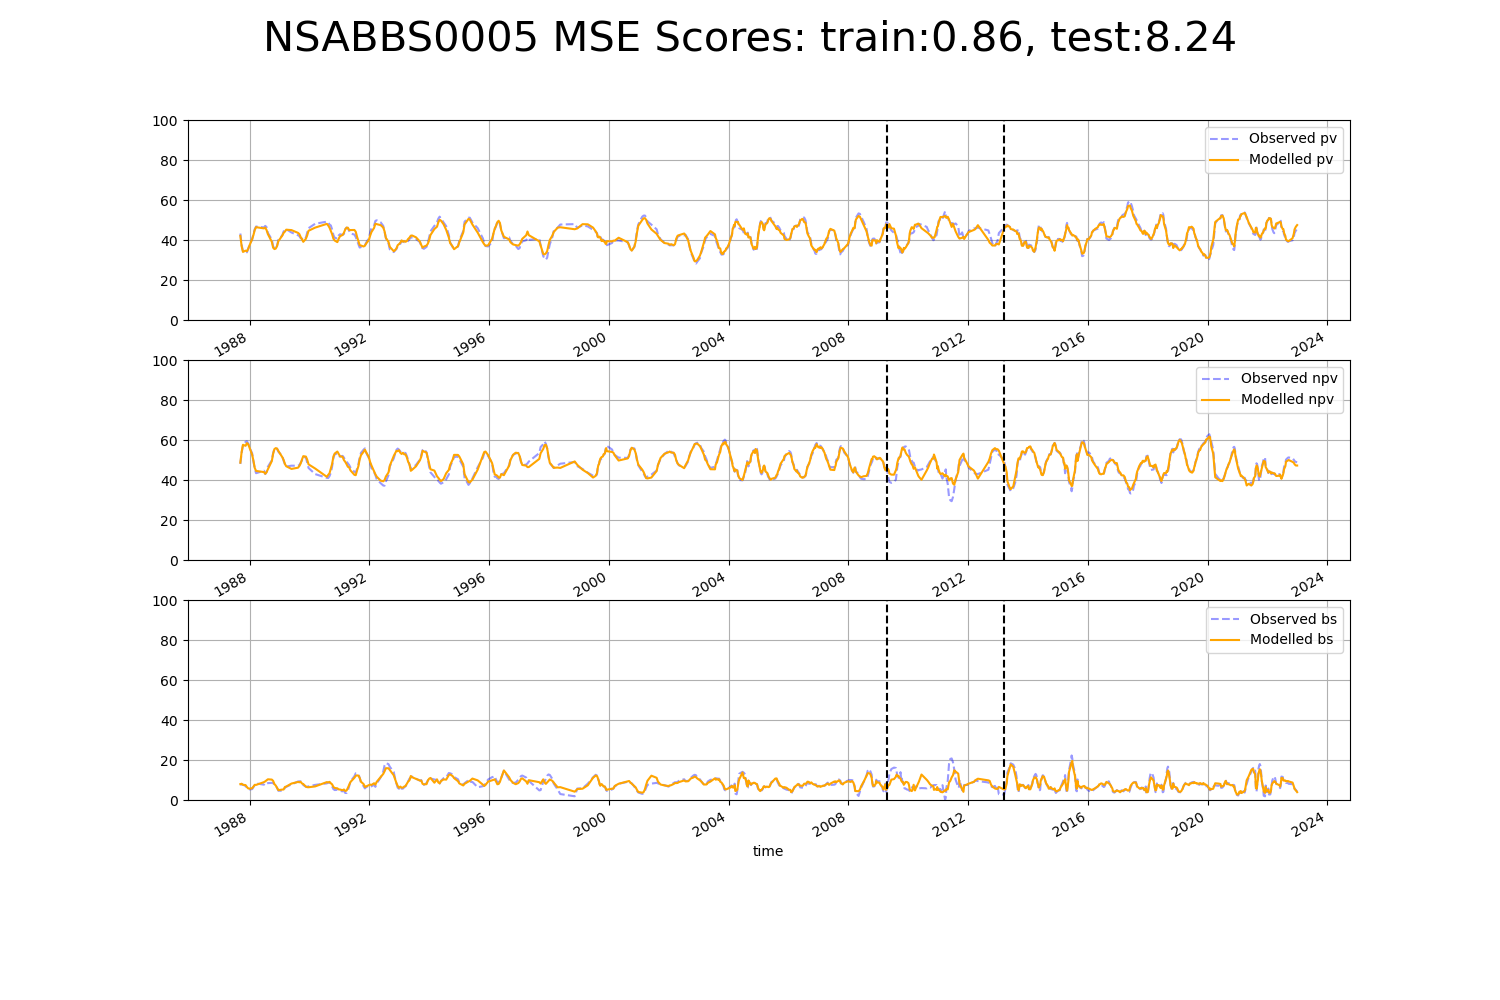 NSABBS0005 MSE Scores: train:0.86, test:8.24
100
80
60
40
20
0
Observed pv
Modelled pv
1988 1992 1996 2000 2004 2008 2012 2016 2020 2024
100
80
60
40
20
0
Observed npv
Modelled npv
1988 1992 1996 2000 2004 2008 2012 2016 2020 2024
100
80
60
40
20
0
Observed bs
Modelled bs
1988 1992 1996 2000 2004 2008 2012 2016 2020 2024
time